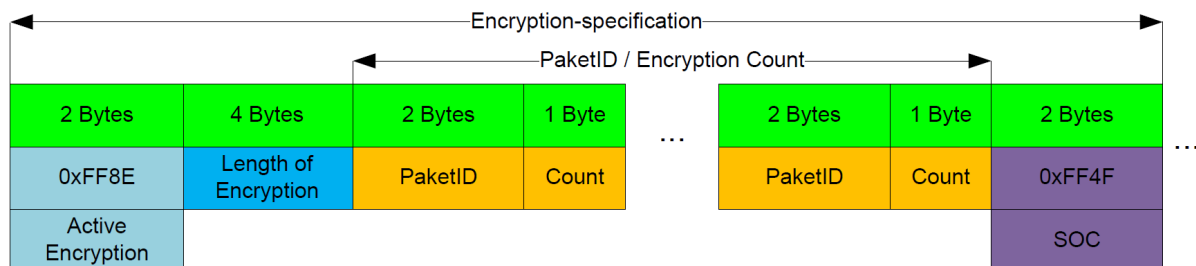 Encryption-specification
PaketID / Encryption Count
2 Bytes 4 Bytes 2 Bytes 1 Byte ... 2 Bytes 1 Byte 2 Bytes ...
0xFF8E Length of Encryption PaketID Count PaketID Count 0xFF4F
Active Encryption SOC